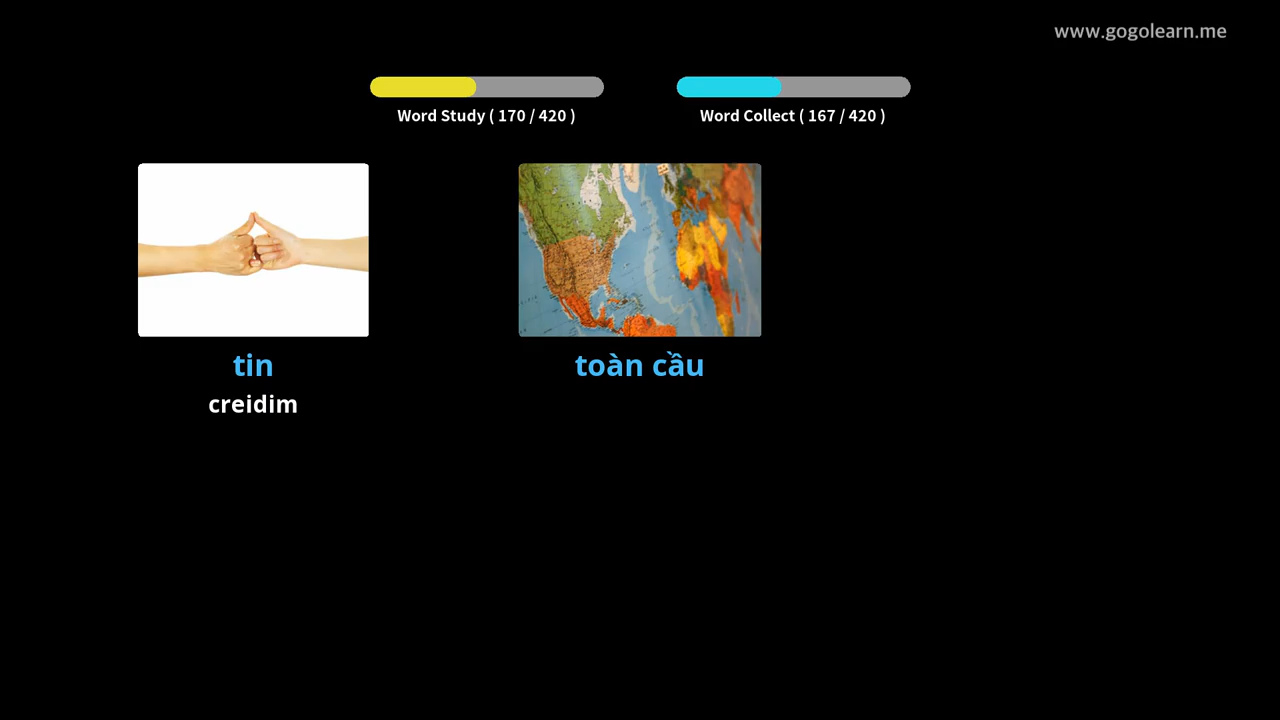 www.gogolearn.me
Word Study ( 170 / 420 )
Word Collect ( 167 / 420 )
tin
toàn cầu
creidim